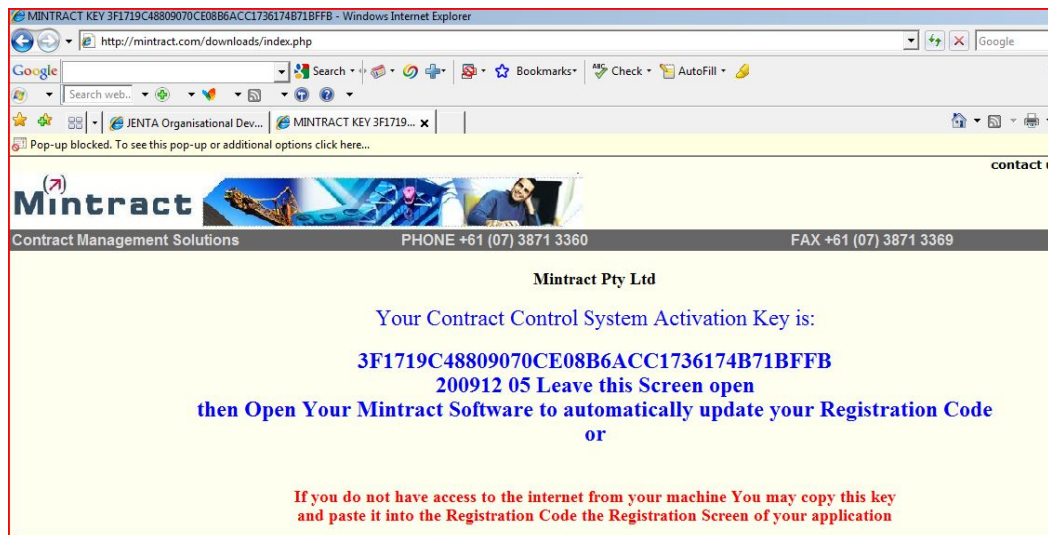 MINTRACT KEY 3F1719C48809070CE08B6ACC1736174B71BFFB - Windows Internet Explorer
http://mintract.com/downloads/index.php
Google
Google
Search
Bookmarks
Check
AutoFill
Search web..
JENTA Organisational Dev...
MINTRACT KEY 3F1719...
Pop-up blocked. To see this pop-up or additional options click here...
contact
Mintract
Contract Management Solutions PHONE +61 (07) 3871 3360 FAX +61 (07) 3871 3369
Mintract Pty Ltd
Your Contract Control System Activation Key is:
3F1719C48809070CE08B6ACC1736174B71BFFB
200912 05 Leave this Screen open
then Open Your Mintract Software to automatically update your Registration Code
or
If you do not have access to the internet from your machine You may copy this key
and paste it into the Registration Code the Registration Screen of your application